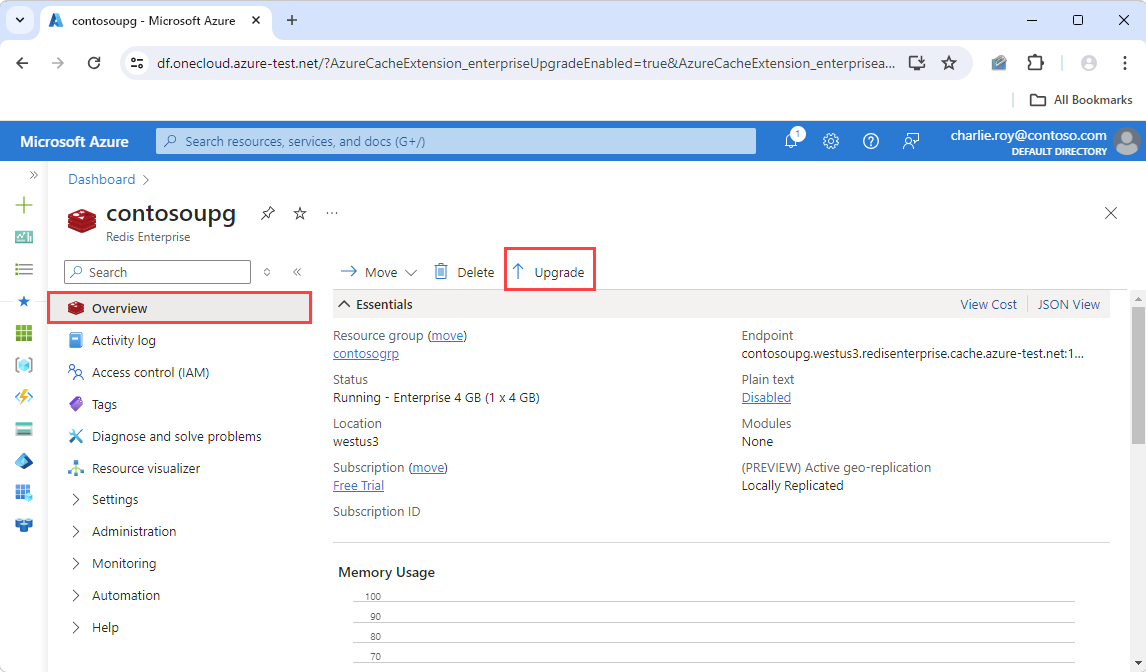 contosoupg - Microsoft Azure
df.onecloud.azure-test.net/?AzureCacheExtension_enterpriseUpgradeEnabled=true&AzureCacheExtension_enterprisea...
All Bookmarks
Microsoft Azure
Search resources, services, and docs (G+/)
1
charlie.roy@contoso.com
DEFAULT DIRECTORY
Dashboard
contosoupg
Redis Enterprise
Search
Overview
Activity log
Access control (IAM)
Tags
Diagnose and solve problems
Resource visualizer
Settings
Administration
Monitoring
Automation
Help
Move
Delete
Upgrade
Essentials
View Cost
JSON View
Resource group (move)
contosogrp
Status
Running - Enterprise 4 GB (1 x 4 GB)
Location
westus3
Subscription (move)
Free Trial
Subscription ID
Endpoint
contosoupg.westus3.redisenterprise.cache.azure-test.net:1...
Plain text
Disabled
Modules
None
(PREVIEW) Active geo-replication
Locally Replicated
Memory Usage
100
90
80
70